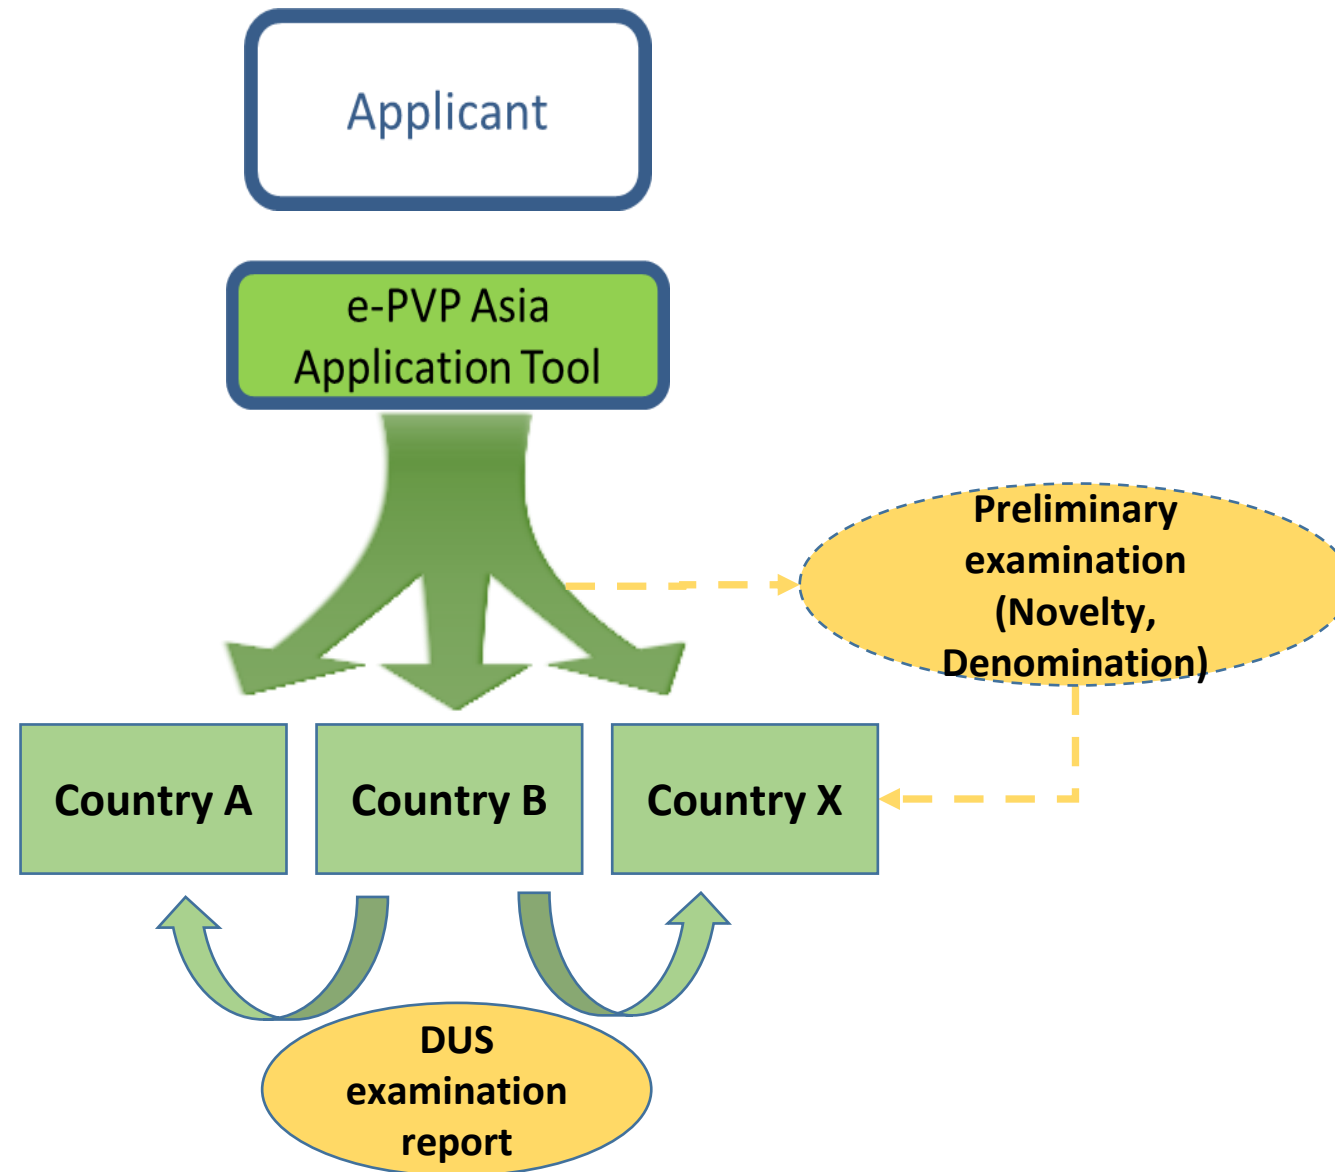 Applicant
e-PVP Asia
Application Tool
Preliminary
examination
(Novelty,
Denomination)
Country A
Country B
Country X
DUS
examination
report